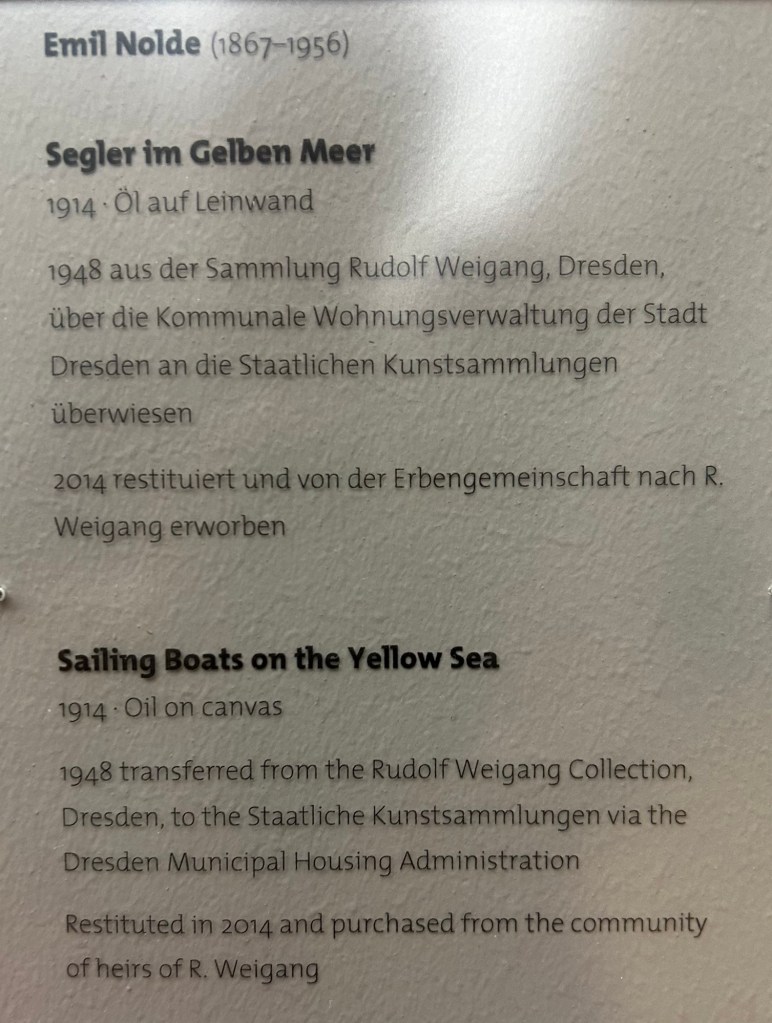 Emil Nolde (1867–1956)
Segler im Gelben Meer
1914 · Öl auf Leinwand
1948 aus der Sammlung Rudolf Weigang, Dresden,
über die Kommunale Wohnungsverwaltung der Stadt
Dresden an die Staatlichen Kunstsammlungen
überwiesen
2014 restituiert und von der Erbengemeinschaft nach R.
Weigang erworben
Sailing Boats on the Yellow Sea
1914 · Oil on canvas
1948 transferred from the Rudolf Weigang Collection,
Dresden, to the Staatliche Kunstsammlungen via the
Dresden Municipal Housing Administration
Restituted in 2014 and purchased from the community
of heirs of R. Weigang